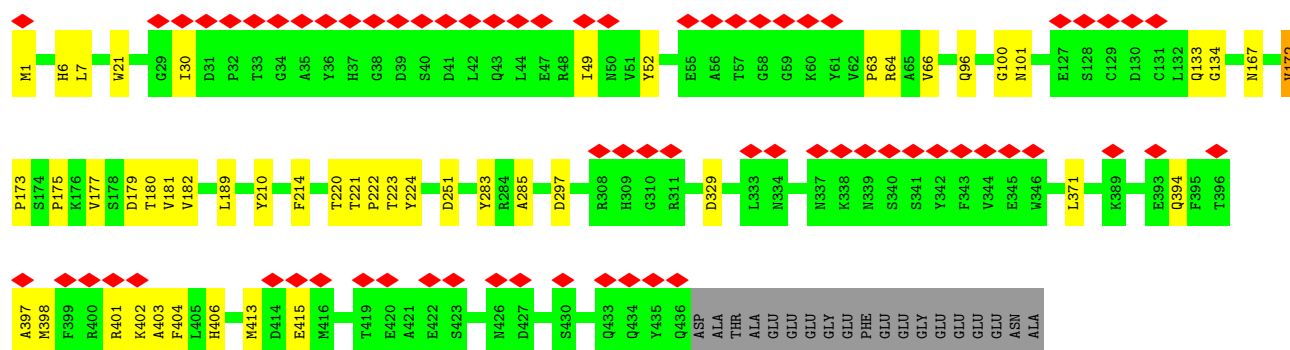 M1 H6 L7 W21 G29 I30 D31 P32 T33 G34 A35 Y36 H37 G38 D39 S40 D41 L42 Q43 L44 E47 R48 I49 N50 V51 Y52 E55 A56 T57 G58 G59 K60 Y61 V62 P63 R64 A65 V66 Q96 G100 N101 E127 S128 C129 D130 C131 L132 Q133 G134 N167 V172
P173 S174 P175 K176 V177 S178 D179 T180 V181 V182 L189 Y210 F214 T220 T221 P222 T223 Y224 D251 Y283 R284 A285 D297 R308 H309 G310 R311 L333 N334 D329 N337 K338 N339 S340 S341 Y342 F343 V344 E345 W346 L371 K389 E393 Q394 F395 T396
A397 M398 F399 R400 R401 K402 A403 F404 L405 H406 M413 D414 E415 M416 T419 E420 A421 E422 S423 N426 D427 S430 Q433 Q434 Y435 Q436 ASP ALA THR ALA GLU GLU GLU GLY GLU PHE GLU GLU GLY GLU GLU GLU GLU ASN ALA